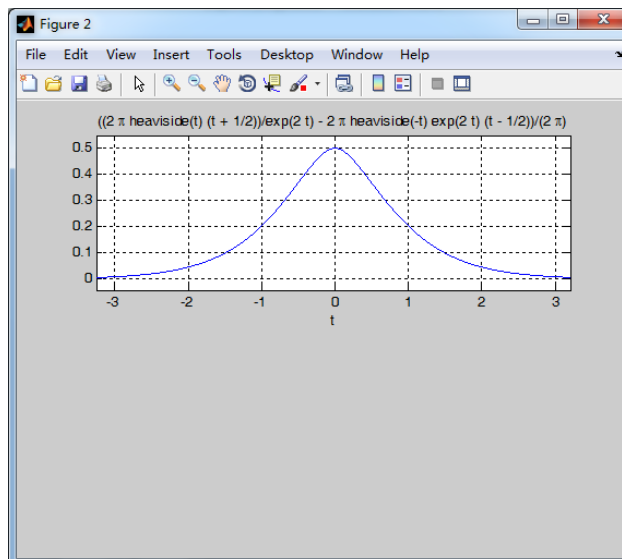 Figure 2
File Edit View Insert Tools Desktop Window Help
((2 π heaviside(t) (t + 1/2))/exp(2 t) - 2 π heaviside(-t) exp(2 t) (t - 1/2))/(2 π)
0.5
0.4
0.3
0.2
0.1
0
-3 -2 -1 0 1 2 3
t